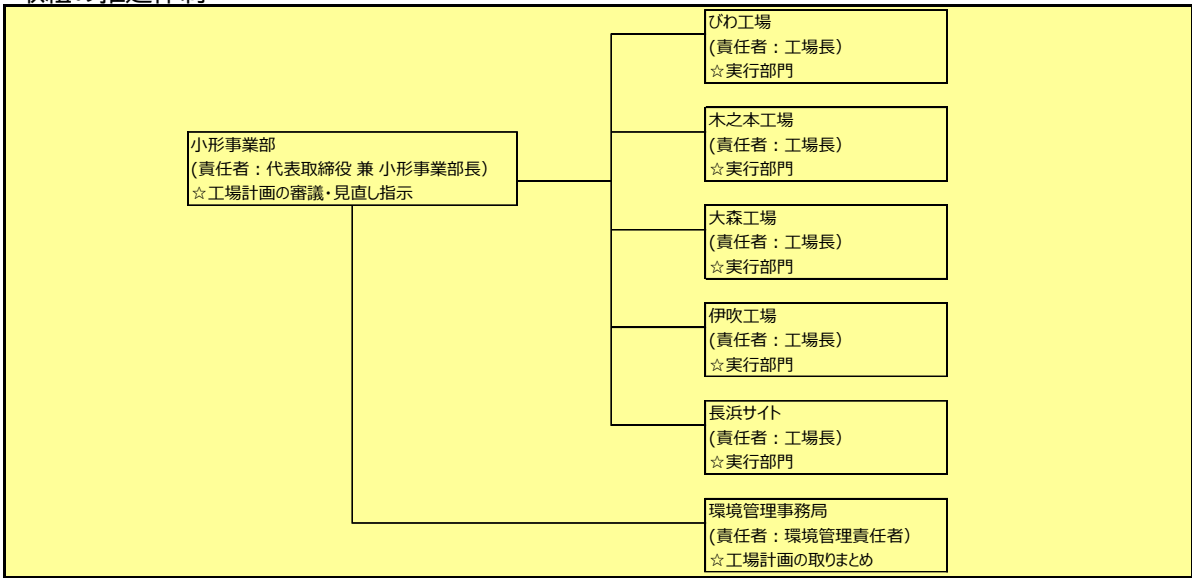 びわ工場
(責任者：工場長）
☆実行部門
木之本工場
(責任者：工場長）
☆実行部門
小形事業部
(責任者：代表取締役 兼 小形事業部長）
☆工場計画の審議・見直し指示
大森工場
(責任者：工場長）
☆実行部門
伊吹工場
(責任者：工場長）
☆実行部門
長浜サイト
(責任者：工場長）
☆実行部門
環境管理事務局
(責任者：環境管理責任者）
☆工場計画の取りまとめ